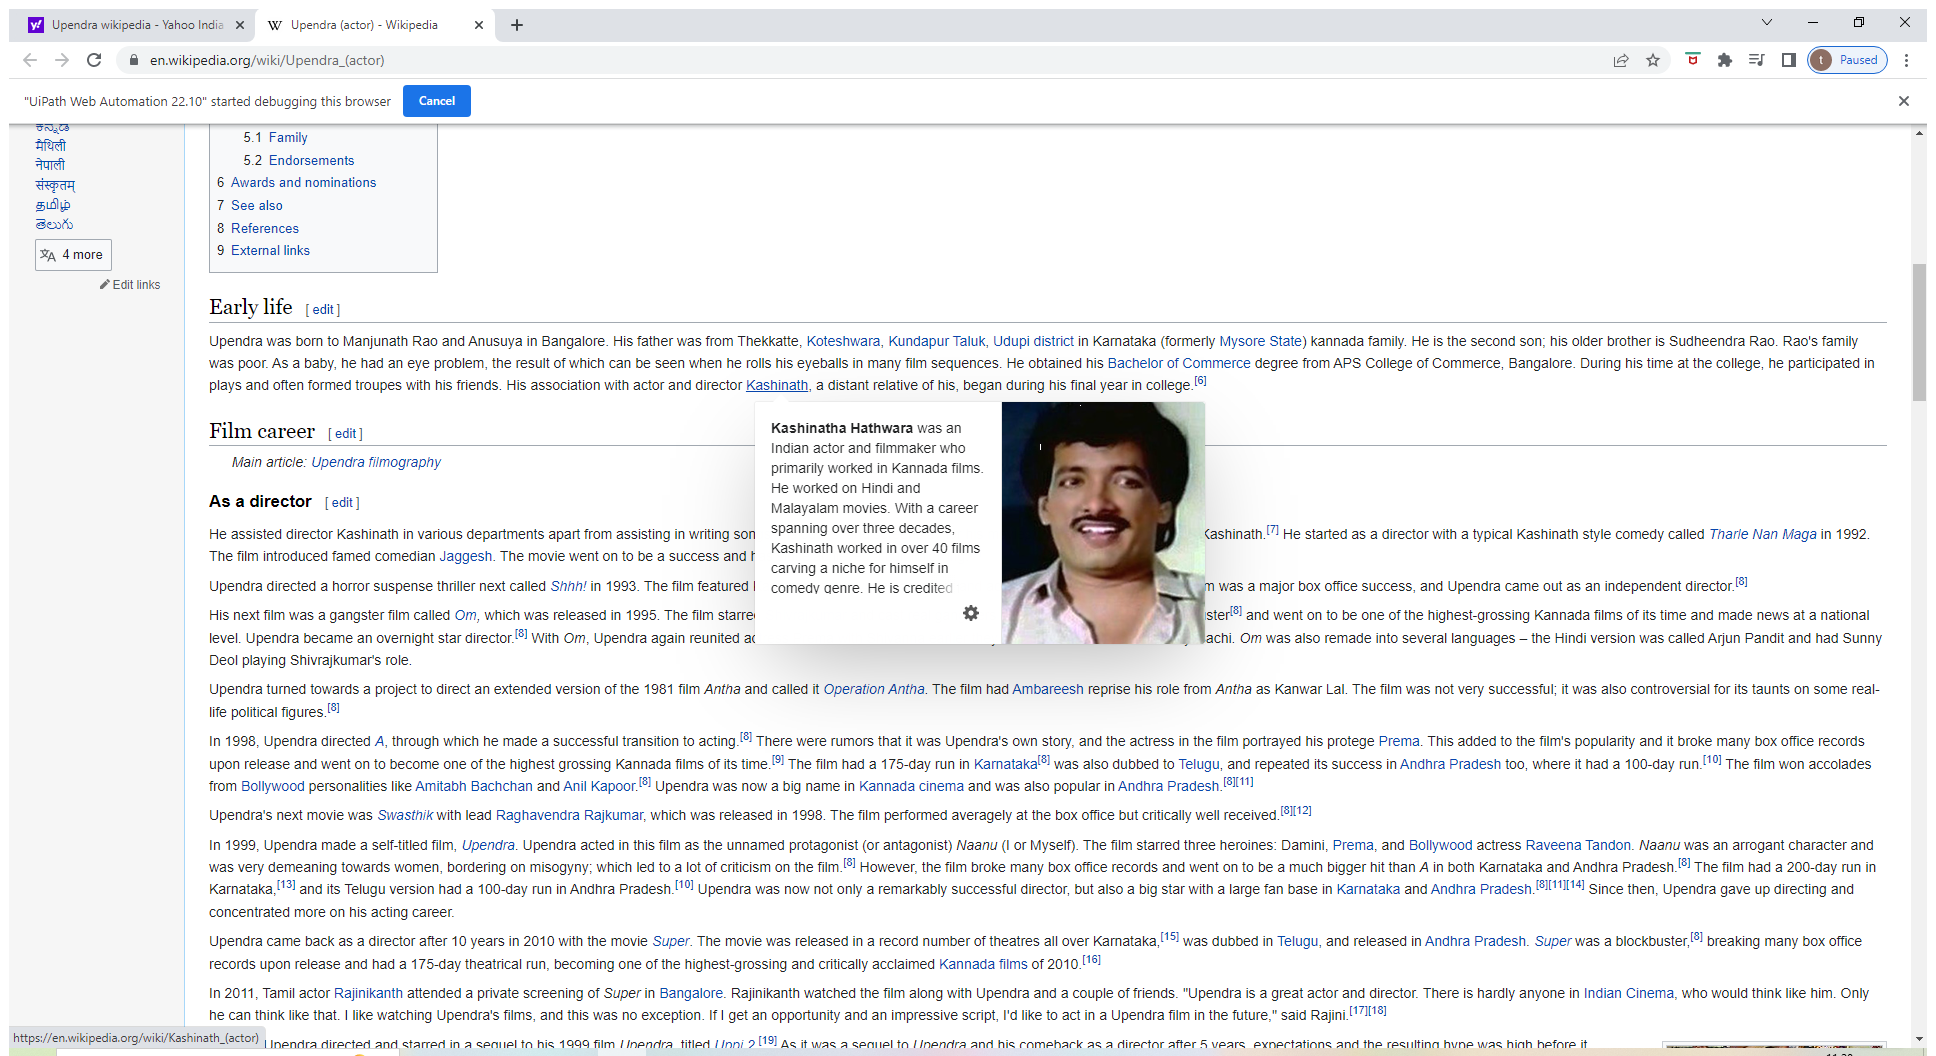 Upendra wikipedia - Yahoo India
Upendra (actor) - Wikipedia
en.wikipedia.org/wiki/Upendra_(actor)
t Paused
"UiPath Web Automation 22.10" started debugging this browser
Cancel
ಕನ್ನಡ
मैथिली
नेपाली
संस्कृतम्
தமிழ்
తెలుగు
4 more
Edit links
5.1 Family
5.2 Endorsements
6 Awards and nominations
7 See also
8 References
9 External links
Early life [ edit ]
Upendra was born to Manjunath Rao and Anusuya in Bangalore. His father was from Thekkatte, Koteshwara, Kundapur Taluk, Udupi district in Karnataka (formerly Mysore State) kannada family. He is the second son; his older brother is Sudheendra Rao. Rao's family
was poor. As a baby, he had an eye problem, the result of which can be seen when he rolls his eyeballs in many film sequences. He obtained his Bachelor of Commerce degree from APS College of Commerce, Bangalore. During his time at the college, he participated in
plays and often formed troupes with his friends. His association with actor and director Kashinath, a distant relative of his, began during his final year in college.[6]
Film career [ edit ]
Main article: Upendra filmography
Kashinatha Hathwara was an
Indian actor and filmmaker who
primarily worked in Kannada films.
He worked on Hindi and
Malayalam movies. With a career
spanning over three decades,
Kashinath worked in over 40 films
carving a niche for himself in
comedy genre. He is credited
As a director [ edit ]
He assisted director Kashinath in various departments apart from assisting in writing son Kashinath.[7] He started as a director with a typical Kashinath style comedy called Tharle Nan Maga in 1992.
The film introduced famed comedian Jaggesh. The movie went on to be a success and h
Upendra directed a horror suspense thriller next called Shhh! in 1993. The film featured m was a major box office success, and Upendra came out as an independent director.[8]
His next film was a gangster film called Om, which was released in 1995. The film starre ster[8] and went on to be one of the highest-grossing Kannada films of its time and made news at a national
level. Upendra became an overnight star director.[8] With Om, Upendra again reunited ac achi. Om was also remade into several languages – the Hindi version was called Arjun Pandit and had Sunny
Deol playing Shivrajkumar's role.
Upendra turned towards a project to direct an extended version of the 1981 film Antha and called it Operation Antha. The film had Ambareesh reprise his role from Antha as Kanwar Lal. The film was not very successful; it was also controversial for its taunts on some real-
life political figures.[8]
In 1998, Upendra directed A, through which he made a successful transition to acting.[8] There were rumors that it was Upendra's own story, and the actress in the film portrayed his protege Prema. This added to the film's popularity and it broke many box office records
upon release and went on to become one of the highest grossing Kannada films of its time.[9] The film had a 175-day run in Karnataka[8] was also dubbed to Telugu, and repeated its success in Andhra Pradesh too, where it had a 100-day run.[10] The film won accolades
from Bollywood personalities like Amitabh Bachchan and Anil Kapoor.[8] Upendra was now a big name in Kannada cinema and was also popular in Andhra Pradesh.[8][11]
Upendra's next movie was Swasthik with lead Raghavendra Rajkumar, which was released in 1998. The film performed averagely at the box office but critically well received.[8][12]
In 1999, Upendra made a self-titled film, Upendra. Upendra acted in this film as the unnamed protagonist (or antagonist) Naanu (I or Myself). The film starred three heroines: Damini, Prema, and Bollywood actress Raveena Tandon. Naanu was an arrogant character and
was very demeaning towards women, bordering on misogyny; which led to a lot of criticism on the film.[8] However, the film broke many box office records and went on to be a much bigger hit than A in both Karnataka and Andhra Pradesh.[8] The film had a 200-day run in
Karnataka,[13] and its Telugu version had a 100-day run in Andhra Pradesh.[10] Upendra was now not only a remarkably successful director, but also a big star with a large fan base in Karnataka and Andhra Pradesh.[8][11][14] Since then, Upendra gave up directing and
concentrated more on his acting career.
Upendra came back as a director after 10 years in 2010 with the movie Super. The movie was released in a record number of theatres all over Karnataka,[15] was dubbed in Telugu, and released in Andhra Pradesh. Super was a blockbuster,[8] breaking many box office
records upon release and had a 175-day theatrical run, becoming one of the highest-grossing and critically acclaimed Kannada films of 2010.[16]
In 2011, Tamil actor Rajinikanth attended a private screening of Super in Bangalore. Rajinikanth watched the film along with Upendra and a couple of friends. "Upendra is a great actor and director. There is hardly anyone in Indian Cinema, who would think like him. Only
he can think like that. I like watching Upendra's films, and this was no exception. If I get an opportunity and an impressive script, I'd like to act in a Upendra film in the future," said Rajini.[17][18]
https://en.wikipedia.org/wiki/Kashinath_(actor)
Upendra directed and starred in a sequel to his 1999 film Upendra, titled Uppi 2.[19] As it was a sequel to Upendra and his comeback as a director after 5 years, expectations and the resulting hype was high before it